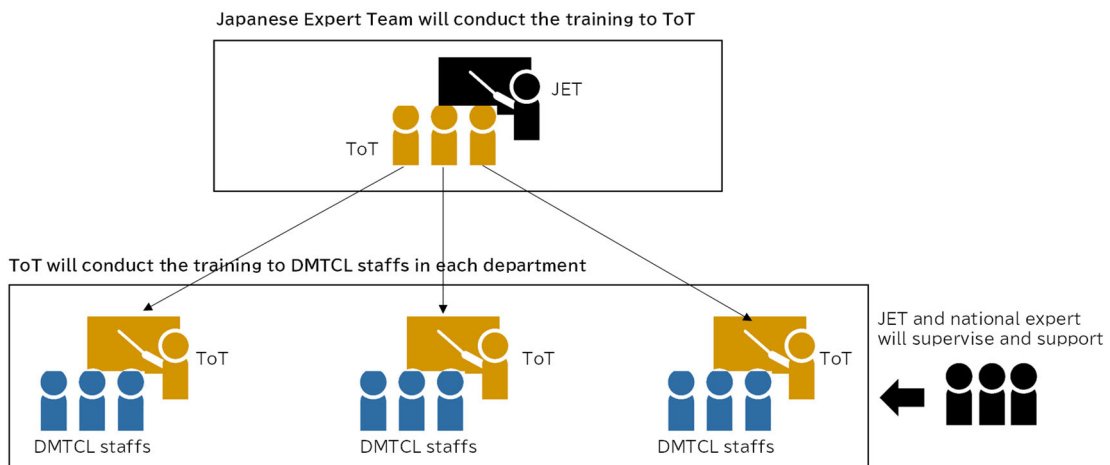 Japanese Expert Team will conduct the training to ToT
JET
ToT
ToT will conduct the training to DMTCL staffs in each department
ToT
ToT
ToT
DMTCL staffs
DMTCL staffs
DMTCL staffs
JET and national expert
will supervise and support